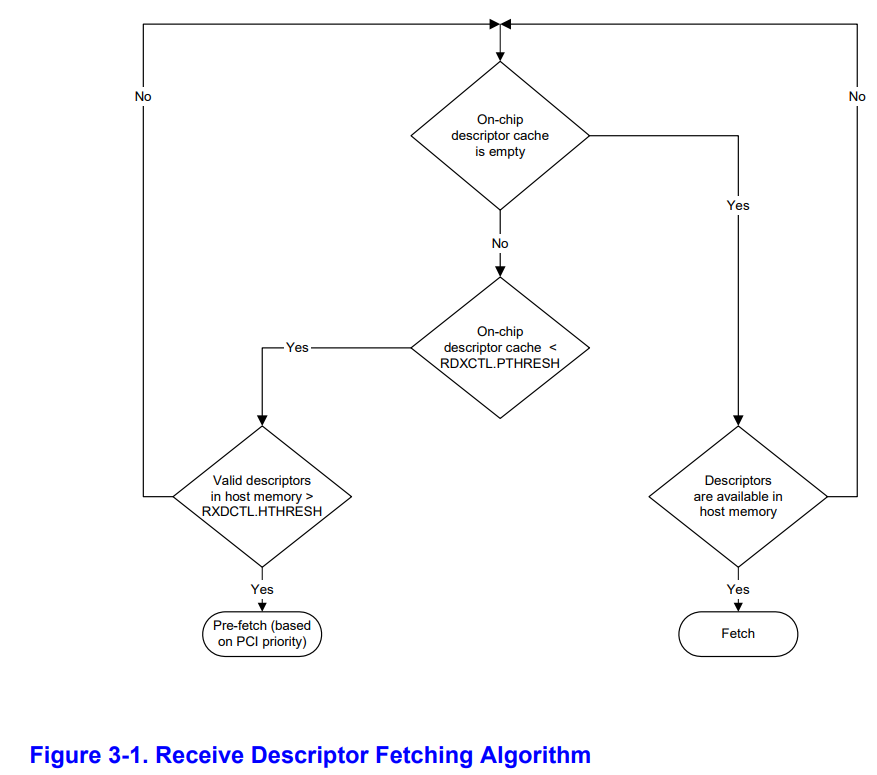 No
No
On-chip
descriptor cache
is empty
Yes
No
On-chip
descriptor cache <
RDXCTL.PTHRESH
Yes
Valid descriptors
in host memory >
RXDCTL.HTHRESH
Descriptors
are available in
host memory
Yes
Yes
Pre-fetch (based
on PCI priority)
Fetch
Figure 3-1. Receive Descriptor Fetching Algorithm